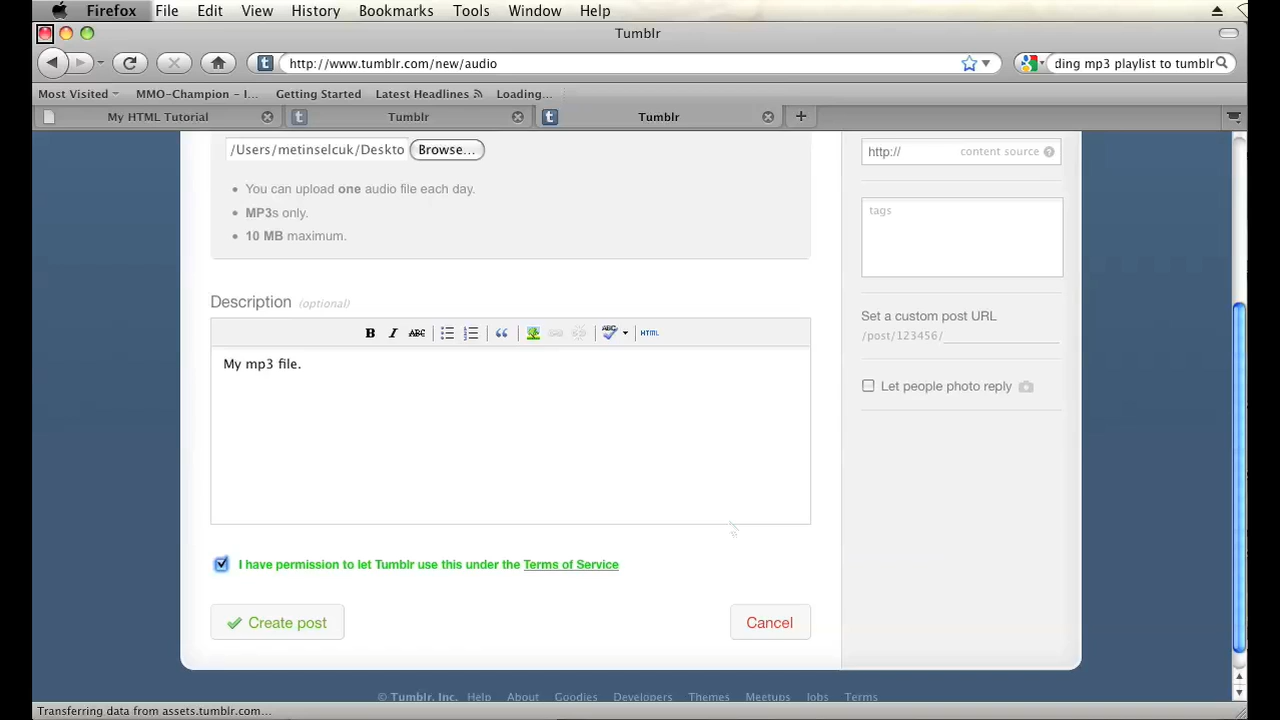 Firefox File Edit View History Bookmarks Tools Window Help
Tumblr
http://www.tumblr.com/new/audio
ding mp3 playlist to tumblr
Most Visited MMO-Champion - I... Getting Started Latest Headlines Loading...
My HTML Tutorial Tumblr Tumblr
/Users/metinselcuk/Deskto Browse...
http:// content source ?
You can upload one audio file each day.
MP3s only.
10 MB maximum.
tags
Description (optional)
B I ABC “ ABC HTML
My mp3 file.
Set a custom post URL
/post/123456/
Let people photo reply
I have permission to let Tumblr use this under the Terms of Service
Create post Cancel
© Tumblr, Inc. Help About Goodies Developers Themes Meetups Jobs Terms
Transferring data from assets.tumblr.com...